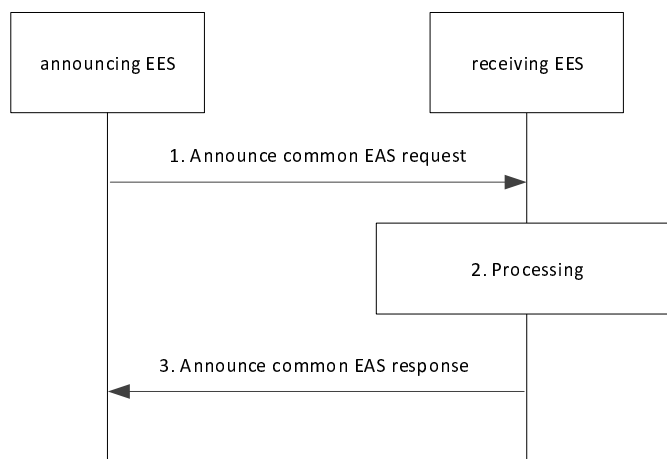 announcing EES
receiving EES
1. Announce common EAS request
2. Processing
3. Announce common EAS response